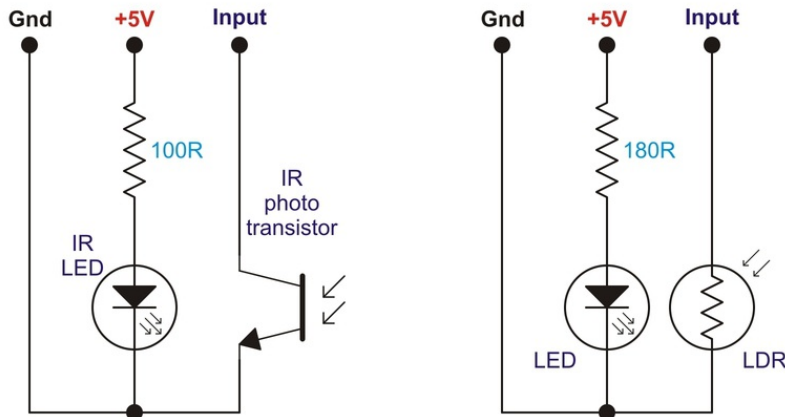 Gnd +5V Input
100R
IR
LED
IR
photo
transistor
Gnd +5V Input
180R
LED
LDR